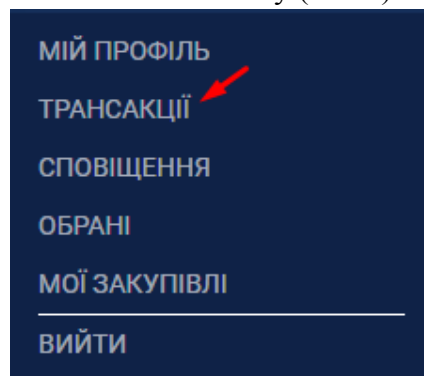 МІЙ ПРОФІЛЬ
ТРАНСАКЦІЇ
СПОВІЩЕННЯ
ОБРАНІ
МОЇ ЗАКУПІВЛІ
ВИЙТИ